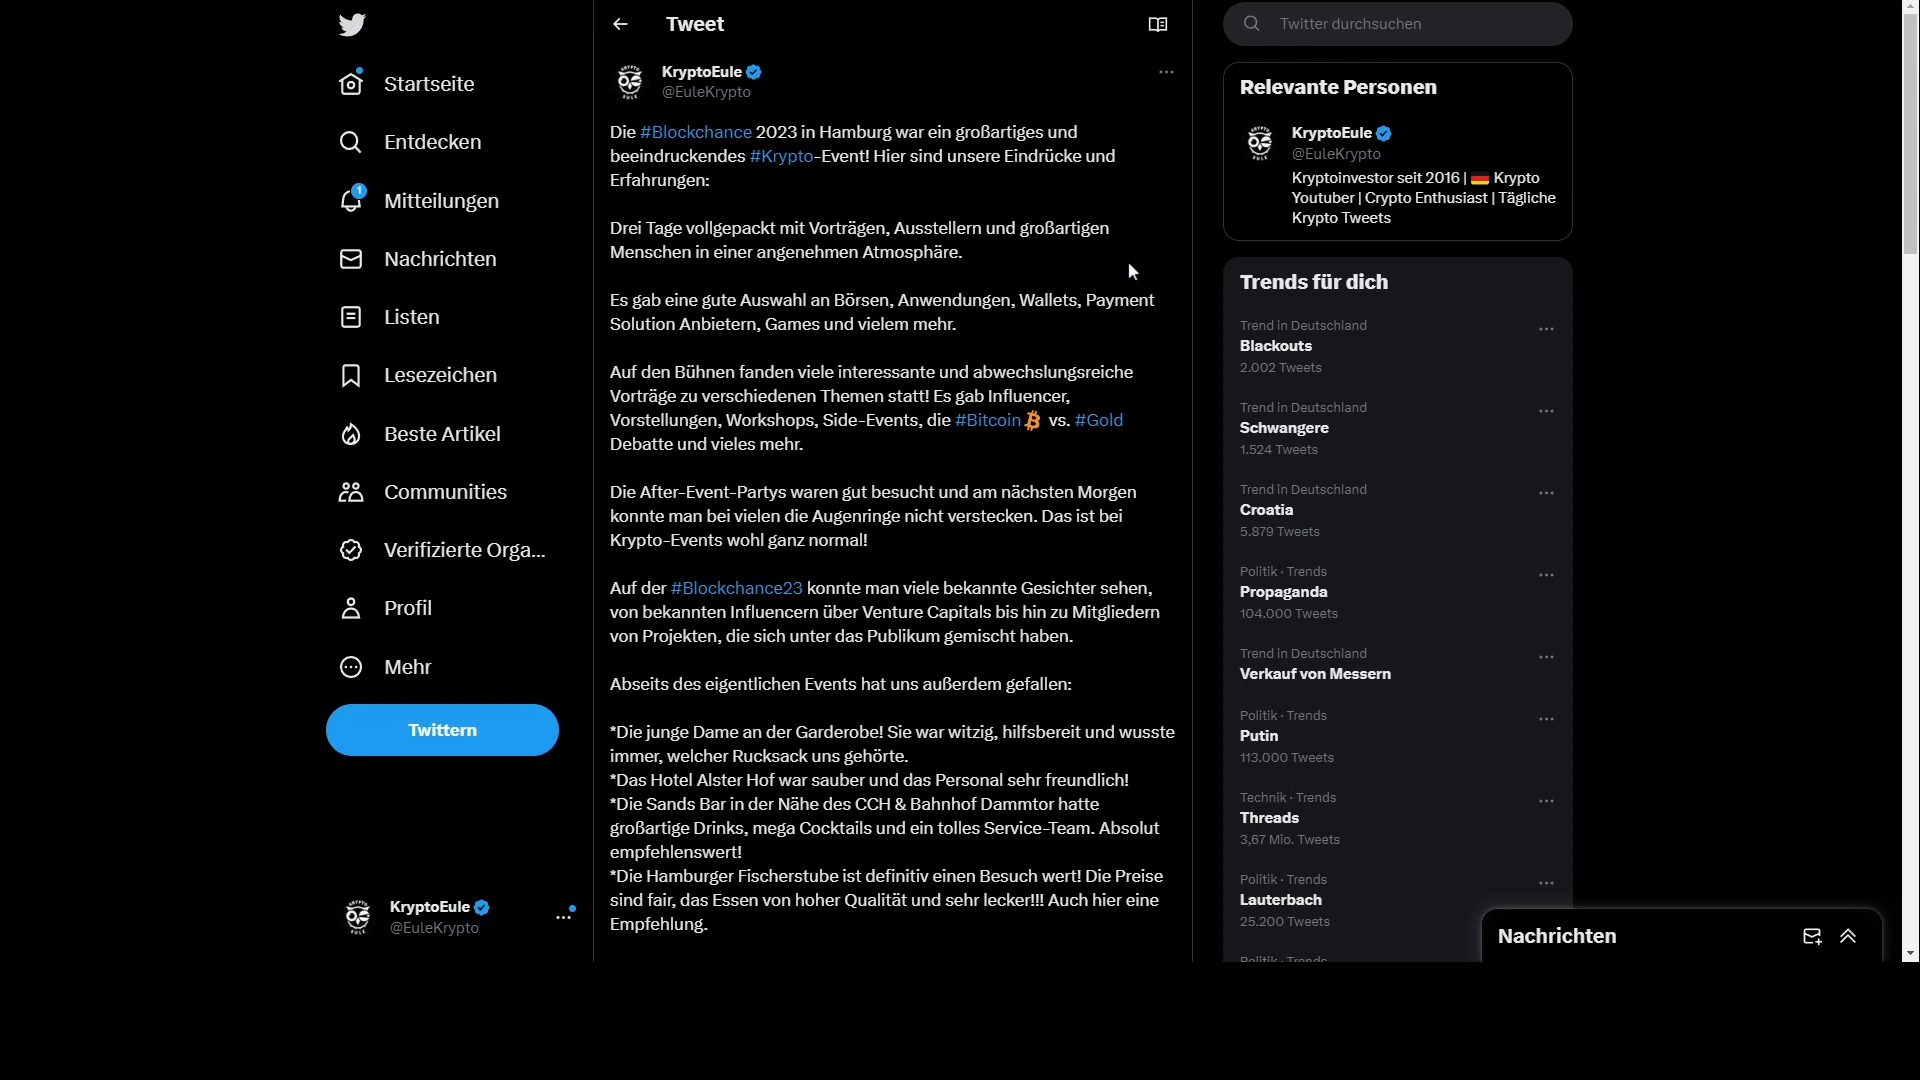 Startseite
Entdecken
1
Mitteilungen
Nachrichten
Listen
Lesezeichen
Beste Artikel
Communities
Verifizierte Orga...
Profil
Mehr
Twittern
KryptoEule
@EuleKrypto
Tweet
KryptoEule
@EuleKrypto
Die #Blockchance 2023 in Hamburg war ein großartiges und
beeindruckendes #Krypto-Event! Hier sind unsere Eindrücke und
Erfahrungen:
Drei Tage vollgepackt mit Vorträgen, Ausstellern und großartigen
Menschen in einer angenehmen Atmosphäre.
Es gab eine gute Auswahl an Börsen, Anwendungen, Wallets, Payment
Solution Anbietern, Games und vielem mehr.
Auf den Bühnen fanden viele interessante und abwechslungsreiche
Vorträge zu verschiedenen Themen statt! Es gab Influencer,
Vorstellungen, Workshops, Side-Events, die #Bitcoin vs. #Gold
Debatte und vieles mehr.
Die After-Event-Partys waren gut besucht und am nächsten Morgen
konnte man bei vielen die Augenringe nicht verstecken. Das ist bei
Krypto-Events wohl ganz normal!
Auf der #Blockchance23 konnte man viele bekannte Gesichter sehen,
von bekannten Influencern über Venture Capitals bis hin zu Mitgliedern
von Projekten, die sich unter das Publikum gemischt haben.
Abseits des eigentlichen Events hat uns außerdem gefallen:
*Die junge Dame an der Garderobe! Sie war witzig, hilfsbereit und wusste
immer, welcher Rucksack uns gehörte.
*Das Hotel Alster Hof war sauber und das Personal sehr freundlich!
*Die Sands Bar in der Nähe des CCH & Bahnhof Dammtor hatte
großartige Drinks, mega Cocktails und ein tolles Service-Team. Absolut
empfehlenswert!
*Die Hamburger Fischerstube ist definitiv einen Besuch wert! Die Preise
sind fair, das Essen von hoher Qualität und sehr lecker!!! Auch hier eine
Empfehlung.
Twitter durchsuchen
Relevante Personen
KryptoEule
@EuleKrypto
Kryptoinvestor seit 2016 | 🇩🇪 Krypto
Youtuber | Crypto Enthusiast | Tägliche
Krypto Tweets
Trends für dich
Trend in Deutschland
Blackouts
2.002 Tweets
Trend in Deutschland
Schwangere
1.524 Tweets
Trend in Deutschland
Croatia
5.879 Tweets
Politik · Trends
Propaganda
104.000 Tweets
Trend in Deutschland
Verkauf von Messern
Politik · Trends
Putin
113.000 Tweets
Technik · Trends
Threads
3,67 Mio. Tweets
Politik · Trends
Lauterbach
25.200 Tweets
Politik · Trends
Nachrichten